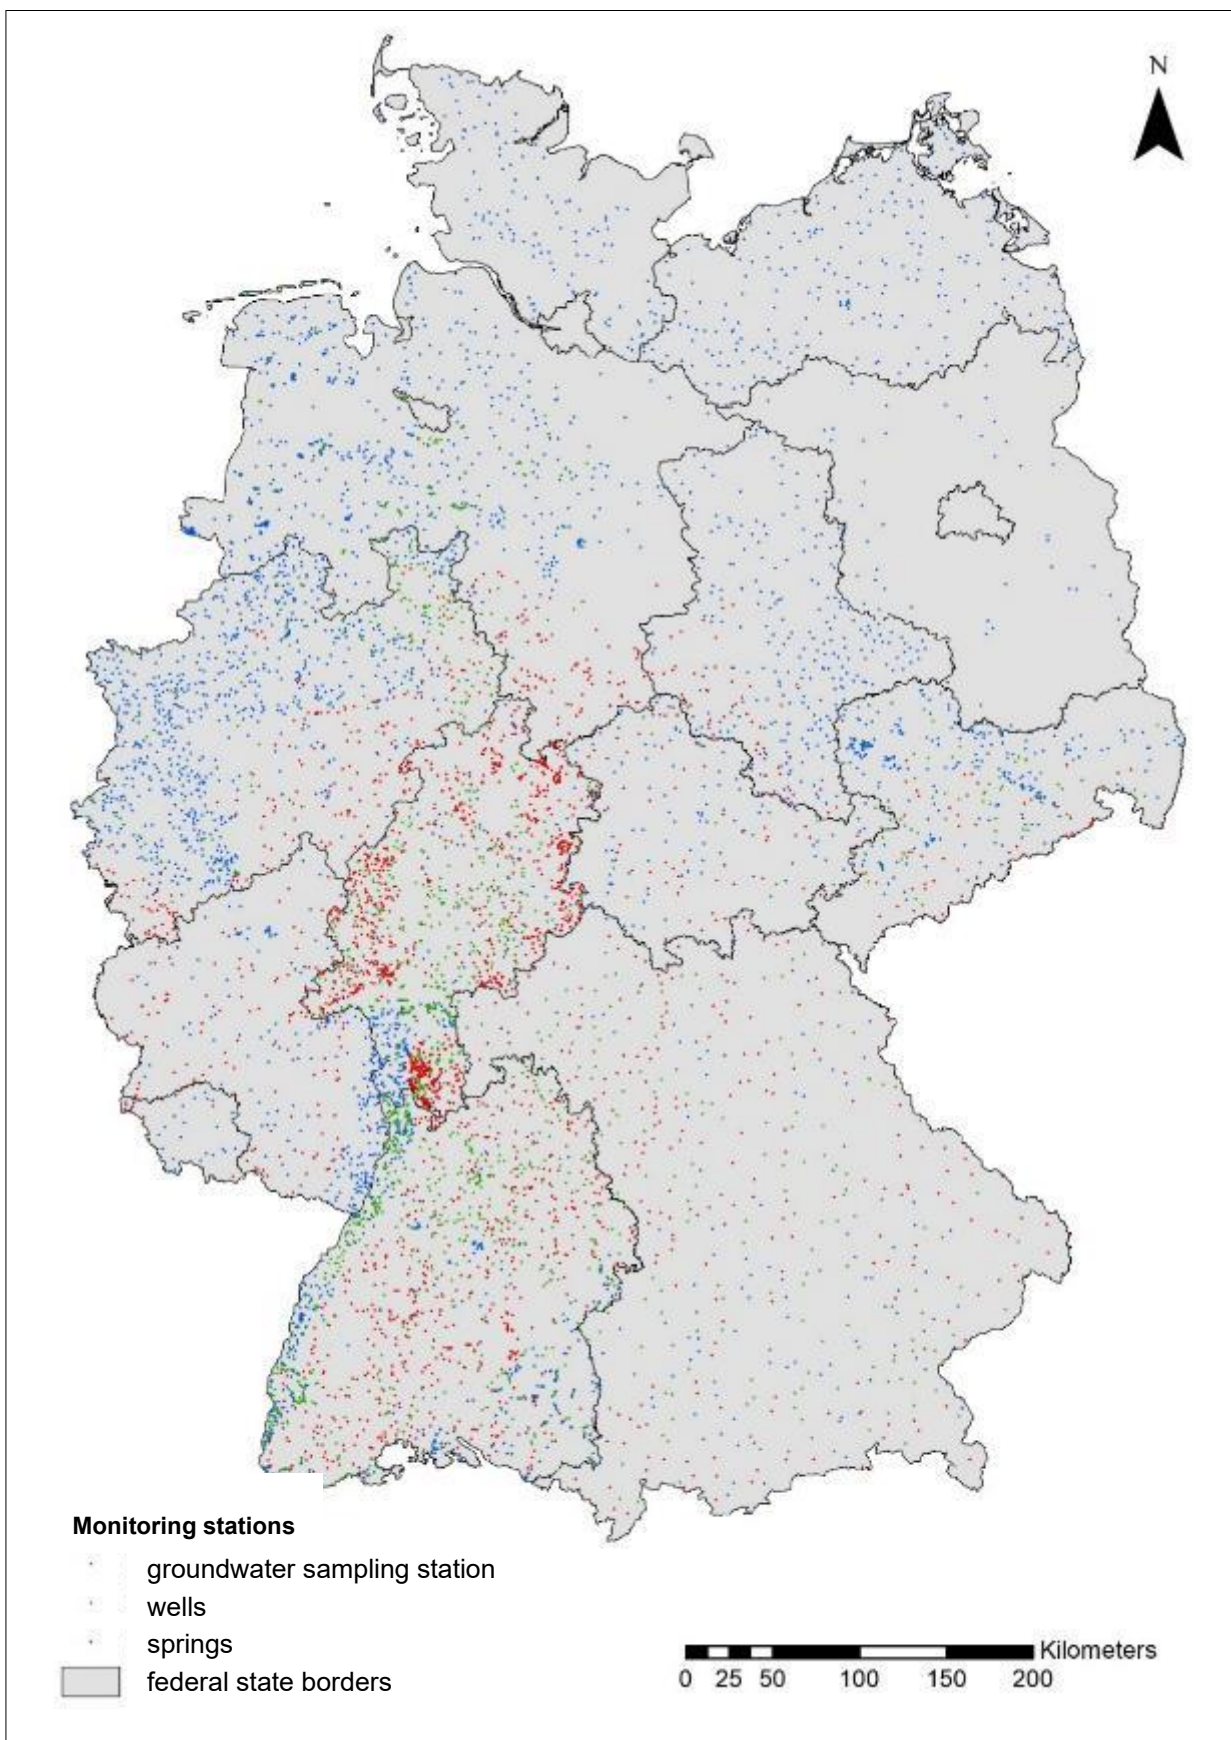 N
Monitoring stations
groundwater sampling station
wells
springs
federal state borders
Kilometers
0 25 50 100 150 200